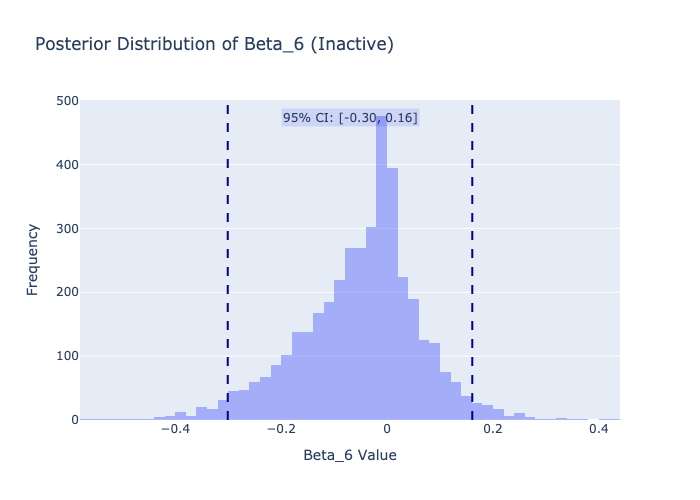 Posterior Distribution of Beta_6 (Inactive)
95% CI: [-0.30, 0.16]
500
400
300
200
100
0
Frequency
−0.4
−0.2
0
0.2
0.4
Beta_6 Value